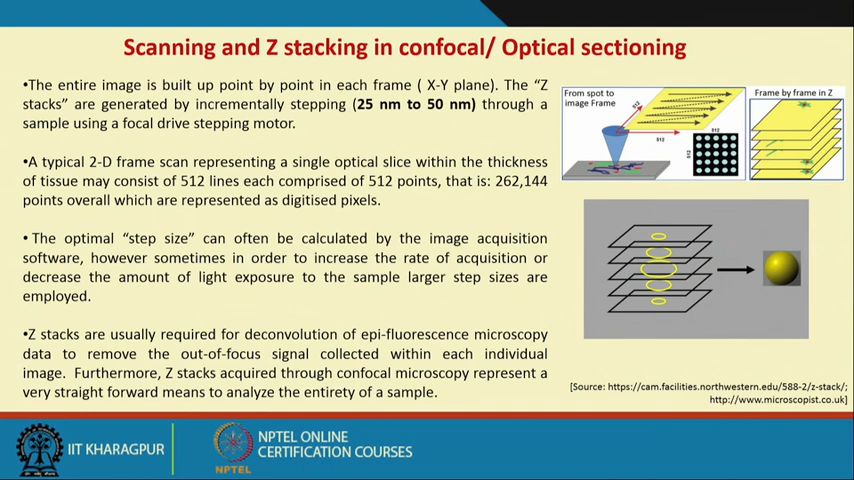 Scanning and Z stacking in confocal/ Optical sectioning
•The entire image is built up point by point in each frame ( X-Y plane). The “Z
stacks” are generated by incrementally stepping (25 nm to 50 nm) through a
sample using a focal drive stepping motor.
•A typical 2-D frame scan representing a single optical slice within the thickness
of tissue may consist of 512 lines each comprised of 512 points, that is: 262,144
points overall which are represented as digitised pixels.
• The optimal “step size” can often be calculated by the image acquisition
software, however sometimes in order to increase the rate of acquisition or
decrease the amount of light exposure to the sample larger step sizes are
employed.
•Z stacks are usually required for deconvolution of epi-fluorescence microscopy
data to remove the out-of-focus signal collected within each individual
image. Furthermore, Z stacks acquired through confocal microscopy represent a
very straight forward means to analyze the entirety of a sample.
From spot to
image Frame
512
512
512
512
Frame by frame in Z
[Source: https://cam.facilities.northwestern.edu/588-2/z-stack/;
http://www.microscopist.co.uk]
IIT KHARAGPUR
NPTEL
NPTEL ONLINE
CERTIFICATION COURSES